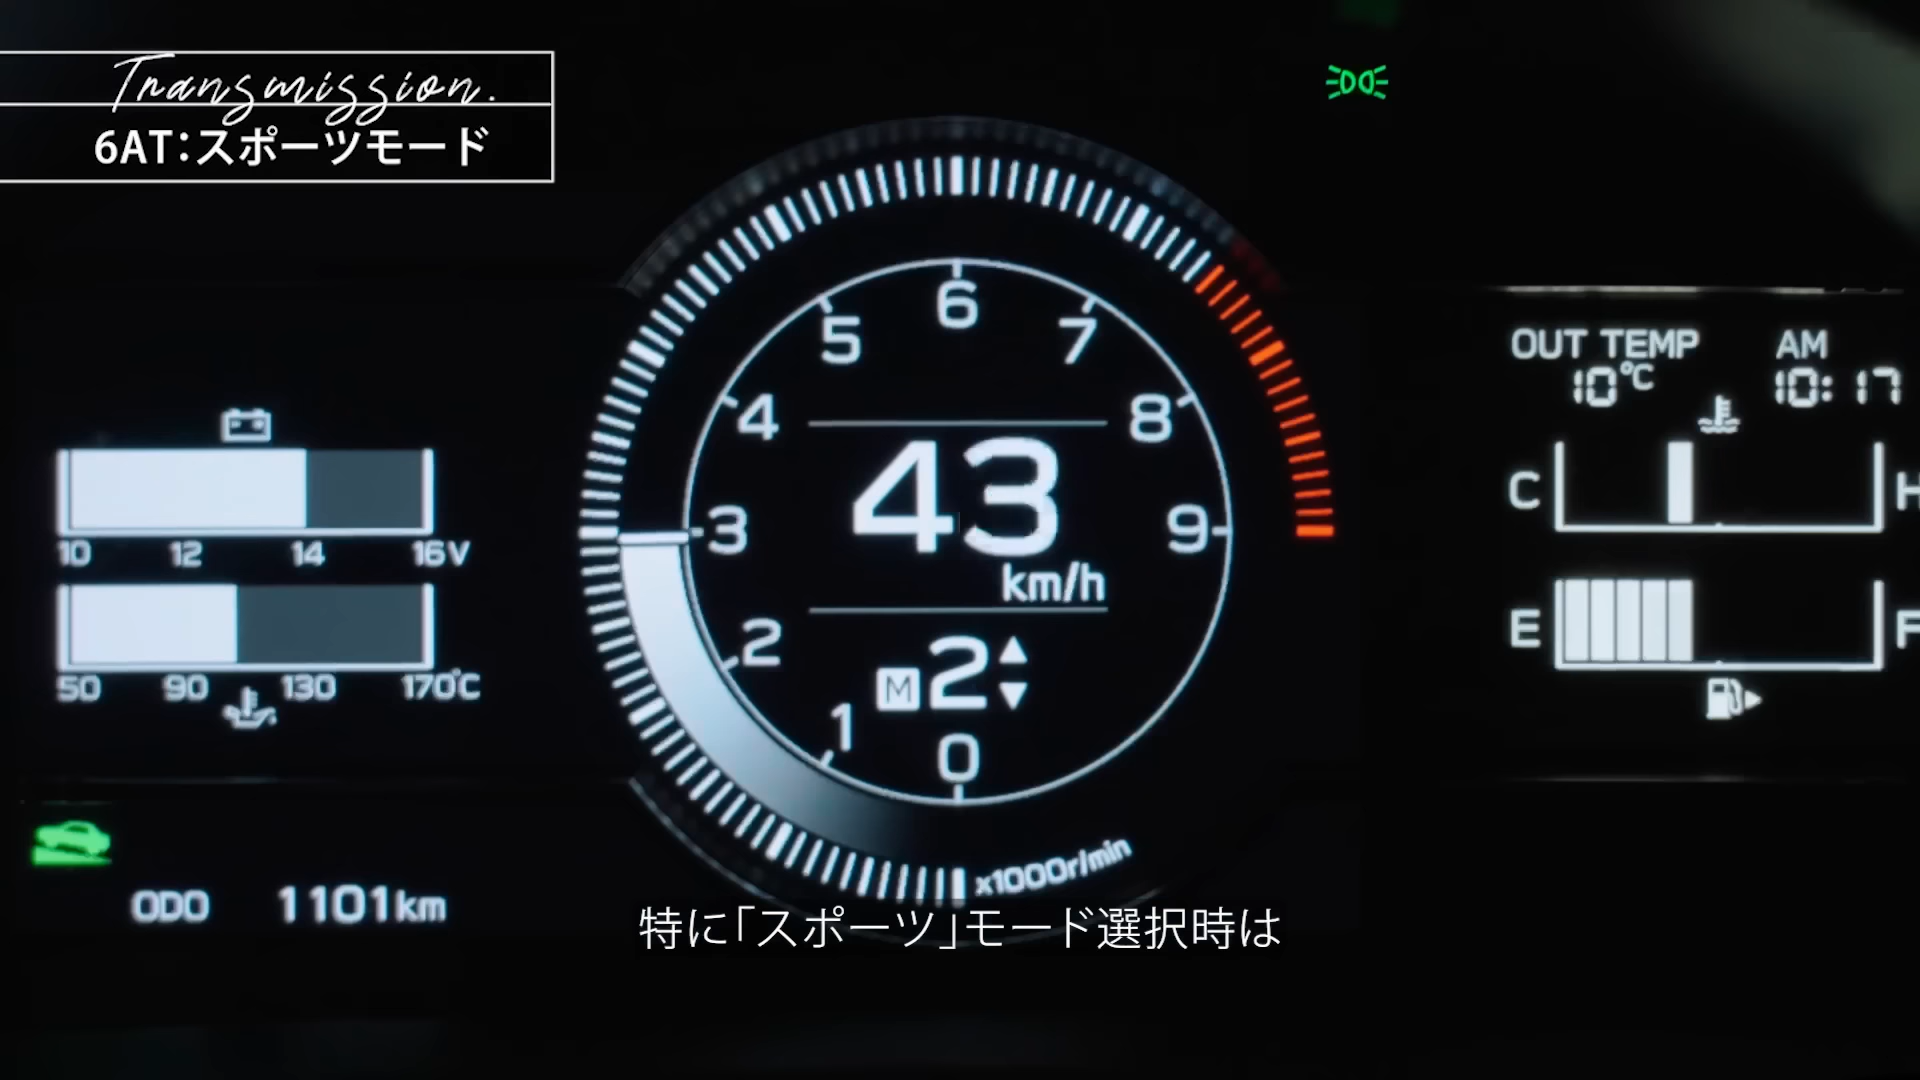 Transmission.
6AT:スポーツモード
OUT TEMP AM
10℃ 10:17
10 12 14 16V
50 90 130 170℃
C H
E F
6
5 7
4 8
3 9
2
1
0
43
km/h
M 2
x1000r/min
ODO 1101km
特に「スポーツ」モード選択時は